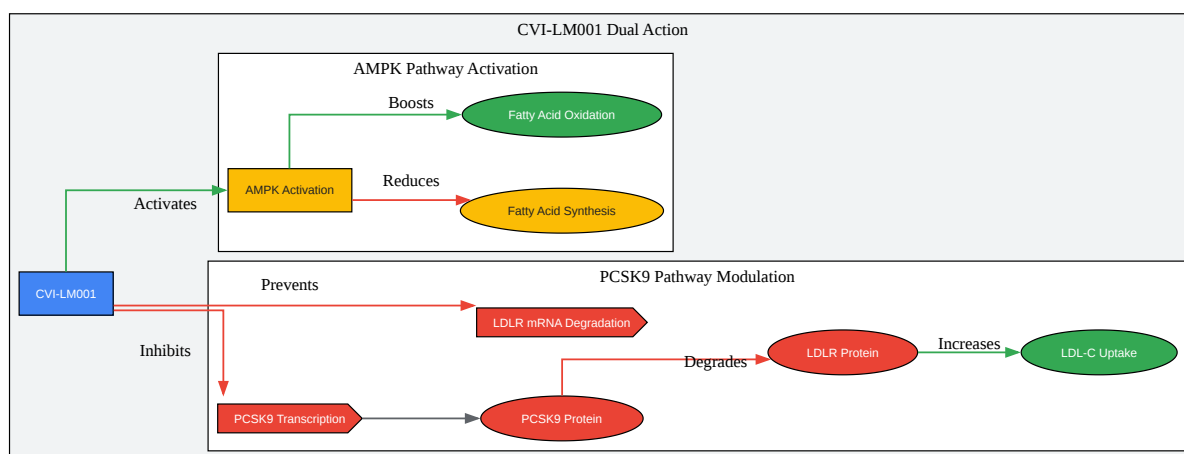 CVI-LM001 Dual Action
AMPK Pathway Activation
Boosts
Fatty Acid Oxidation
AMPK Activation
Reduces
Activates
Fatty Acid Synthesis
CVI-LM001
PCSK9 Pathway Modulation
Prevents
LDLR mRNA Degradation
Inhibits
Degrades
LDLR Protein
Increases
LDL-C Uptake
PCSK9 Transcription
PCSK9 Protein